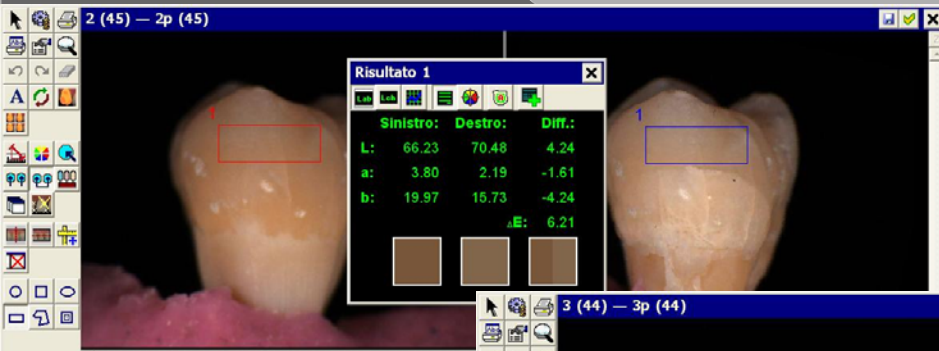 2 (45) — 2p (45)
Risultato 1
Lab Lch
Sinistro: Destro: Diff.:
L: 66.23 70.48 4.24
a: 3.80 2.19 -1.61
b: 19.97 15.73 -4.24
△E: 6.21
1
1
A
3 (44) — 3p (44)